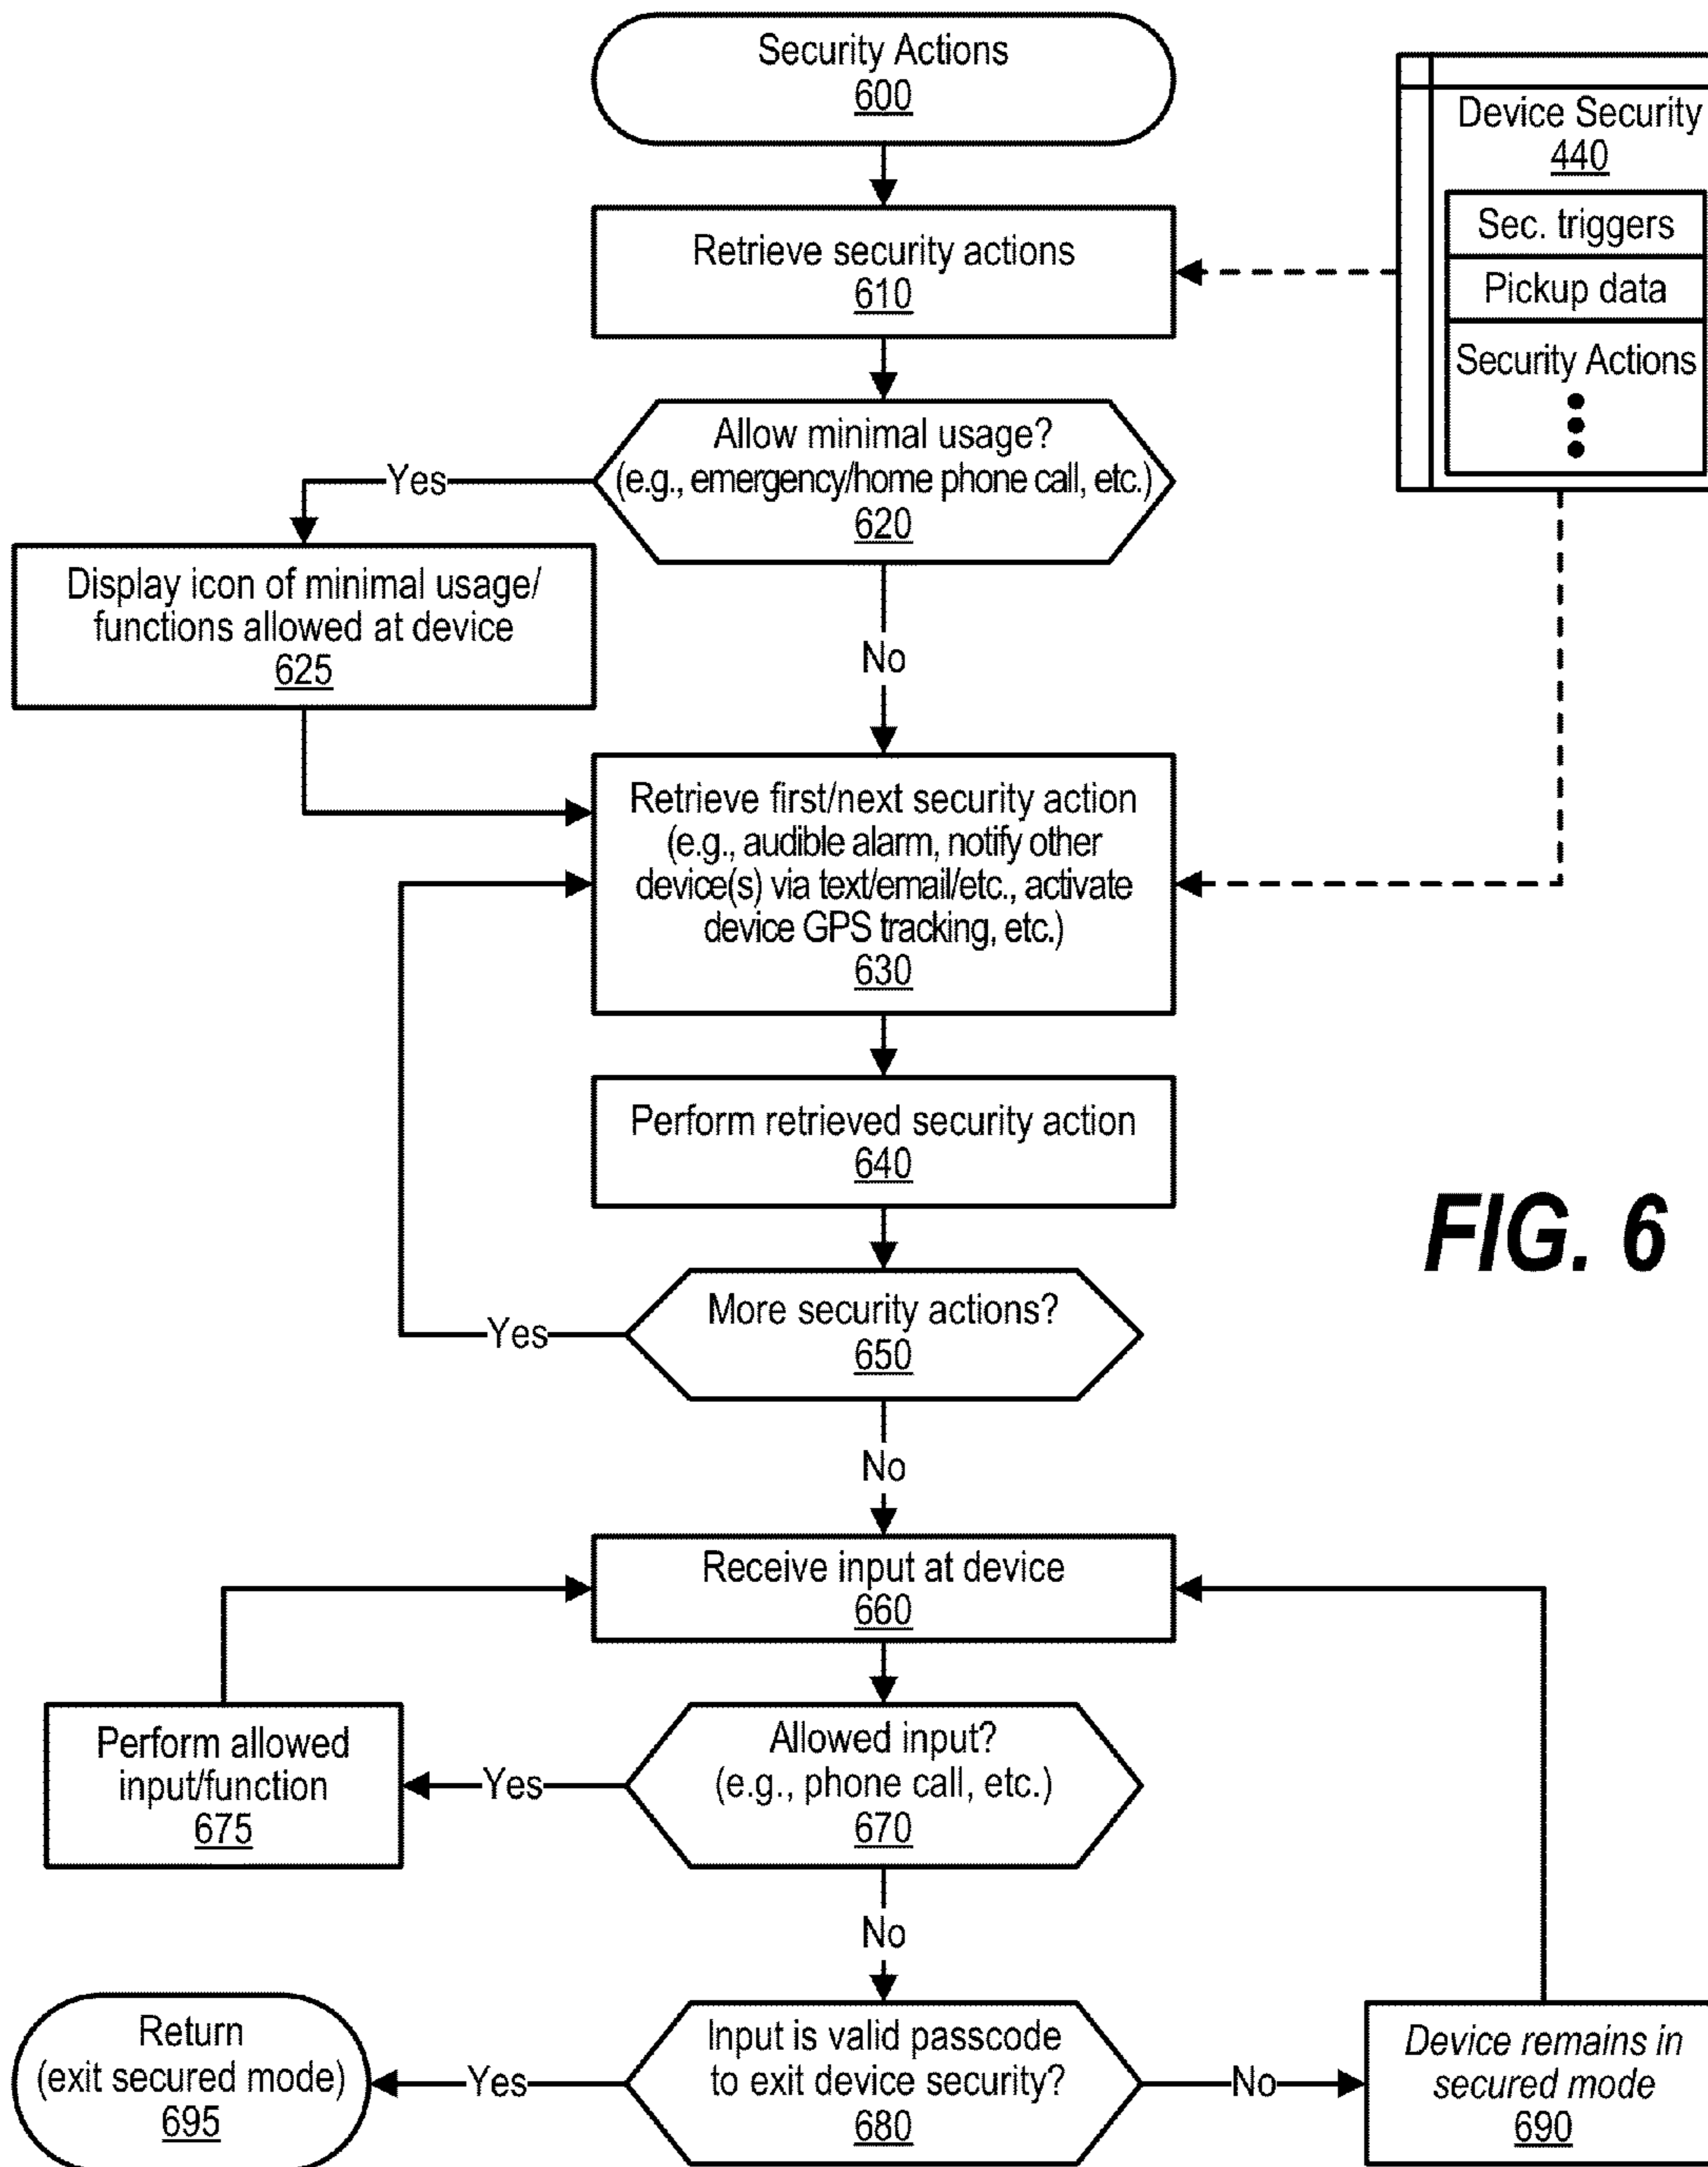 Security Actions
600
Device Security
440
Sec. triggers
Pickup data
Security Actions
Retrieve security actions
610
Allow minimal usage?
(e.g., emergency/home phone call, etc.)
620
Yes
No
Display icon of minimal usage/
functions allowed at device
625
Retrieve first/next security action
(e.g., audible alarm, notify other
device(s) via text/email/etc., activate
device GPS tracking, etc.)
630
Perform retrieved security action
640
FIG. 6
More security actions?
650
Yes
No
Receive input at device
660
Allowed input?
(e.g., phone call, etc.)
670
Yes
Perform allowed
input/function
675
No
Input is valid passcode
to exit device security?
680
Yes
Return
(exit secured mode)
695
No
Device remains in
secured mode
690